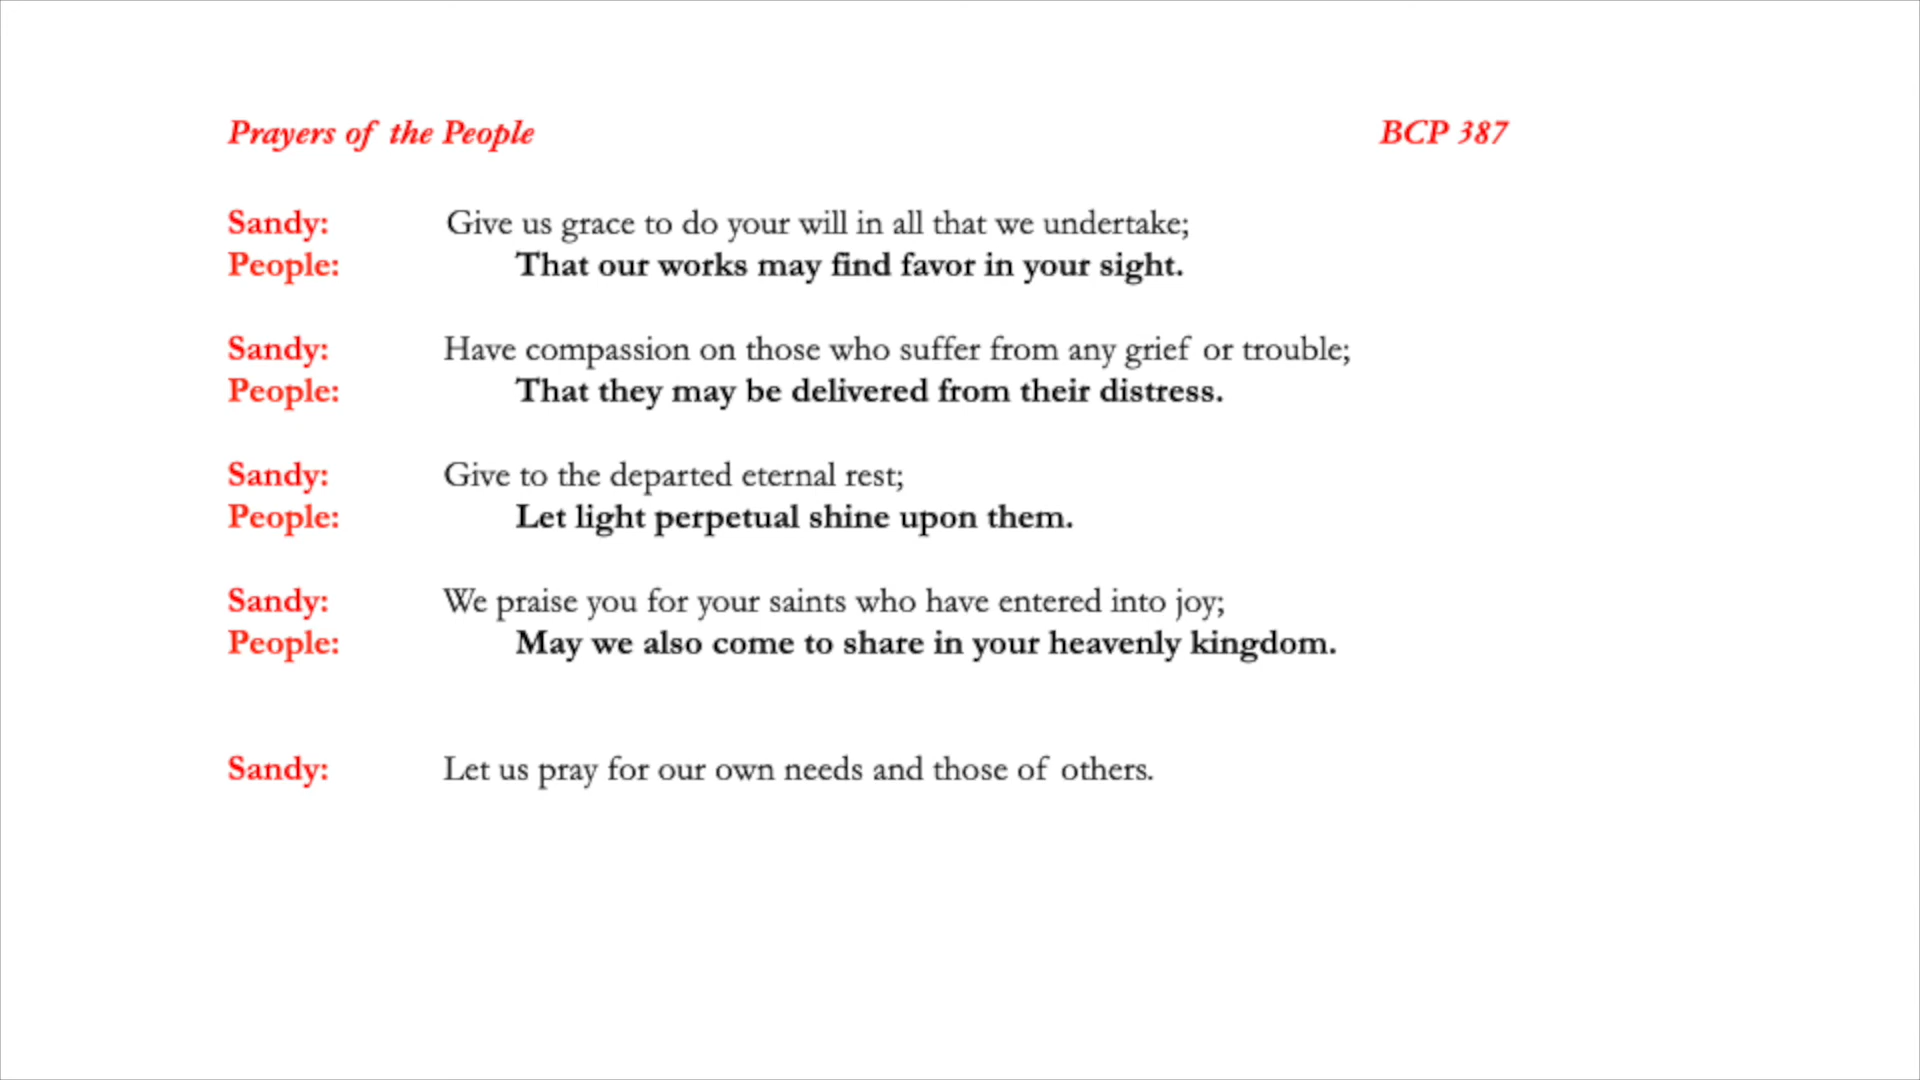 Prayers of the People BCP 387
Sandy: Give us grace to do your will in all that we undertake;
People: That our works may find favor in your sight.
Sandy: Have compassion on those who suffer from any grief or trouble;
People: That they may be delivered from their distress.
Sandy: Give to the departed eternal rest;
People: Let light perpetual shine upon them.
Sandy: We praise you for your saints who have entered into joy;
People: May we also come to share in your heavenly kingdom.
Sandy: Let us pray for our own needs and those of others.